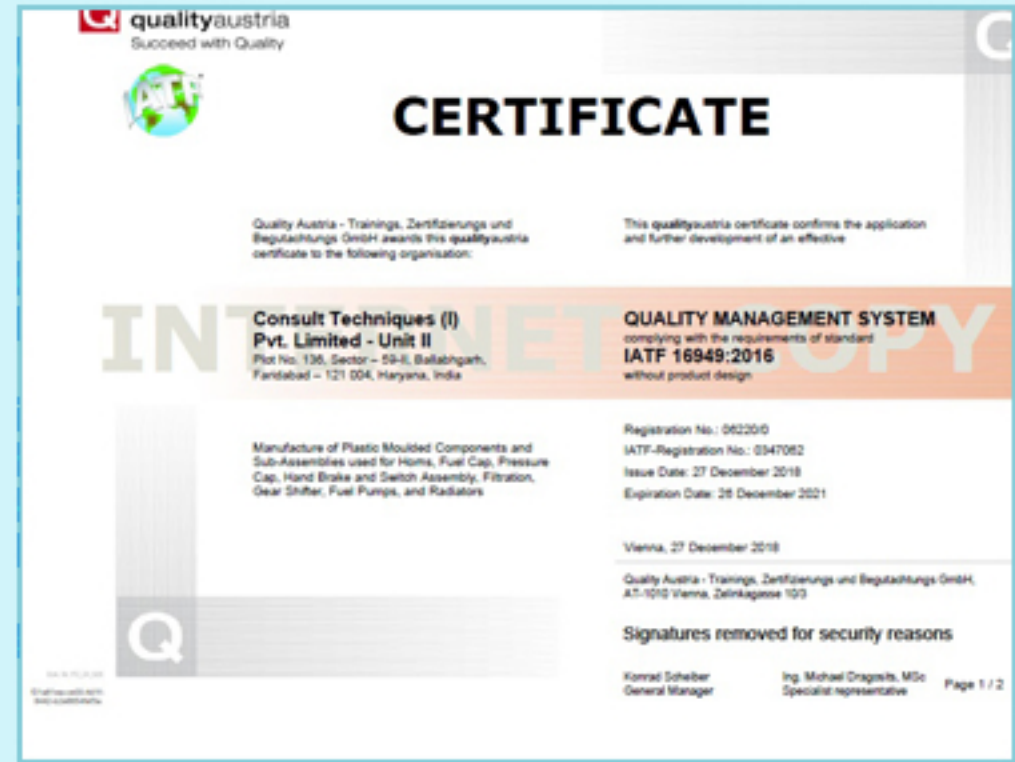 qualityaustria
Succeed with Quality
IATF
CERTIFICATE
Quality Austria - Trainings, Zertifizierungs und
Begutachtungs GmbH awards this qualityaustria
certificate to the following organisation:
This qualityaustria certificate confirms the application
and further development of an effective
INTERNET COPY
Consult Techniques (I)
Pvt. Limited - Unit II
Plot No. 136, Sector – 59-II, Ballabhgarh,
Faridabad – 121 004, Haryana, India
QUALITY MANAGEMENT SYSTEM
complying with the requirements of standard
IATF 16949:2016
without product design
Manufacture of Plastic Moulded Components and
Sub-Assemblies used for Horns, Fuel Cap, Pressure
Cap, Hand Brake and Switch Assembly, Filtration,
Gear Shifter, Fuel Pumps, and Radiators
Registration No.: 06220/0
IATF-Registration No.: 0347062
Issue Date: 27 December 2018
Expiration Date: 26 December 2021
Vienna, 27 December 2018
Quality Austria - Trainings, Zertifizierungs und Begutachtungs GmbH,
AT-1010 Vienna, Zelinkagasse 10/3
Signatures removed for security reasons
Konrad Scheiber
General Manager
Ing. Michael Dragosits, MSc
Specialist representative
Page 1 / 2